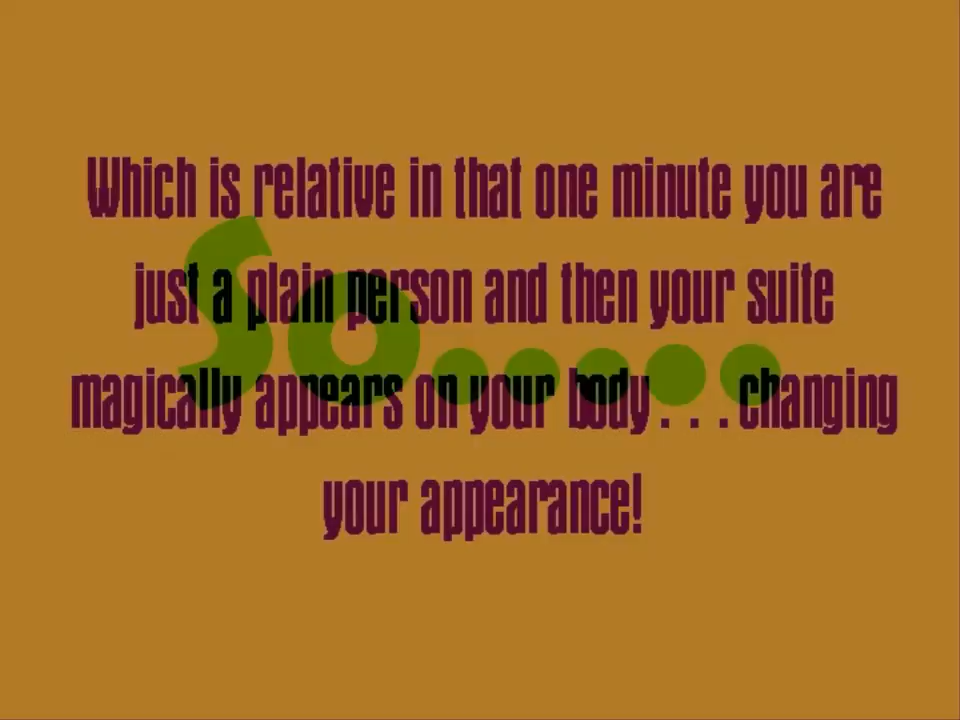 Which is relative in that one minute you are
just a plain person and then your suite
magically appears on your body . . . changing
your appearance!
So......